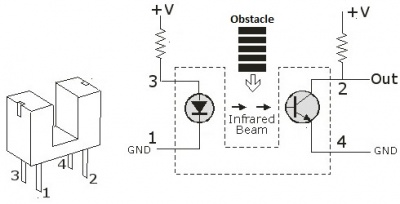 +V
Obstacle
+V
3
2
Out
Infrared
Beam
1
GND
4
GND
3
1
4
2